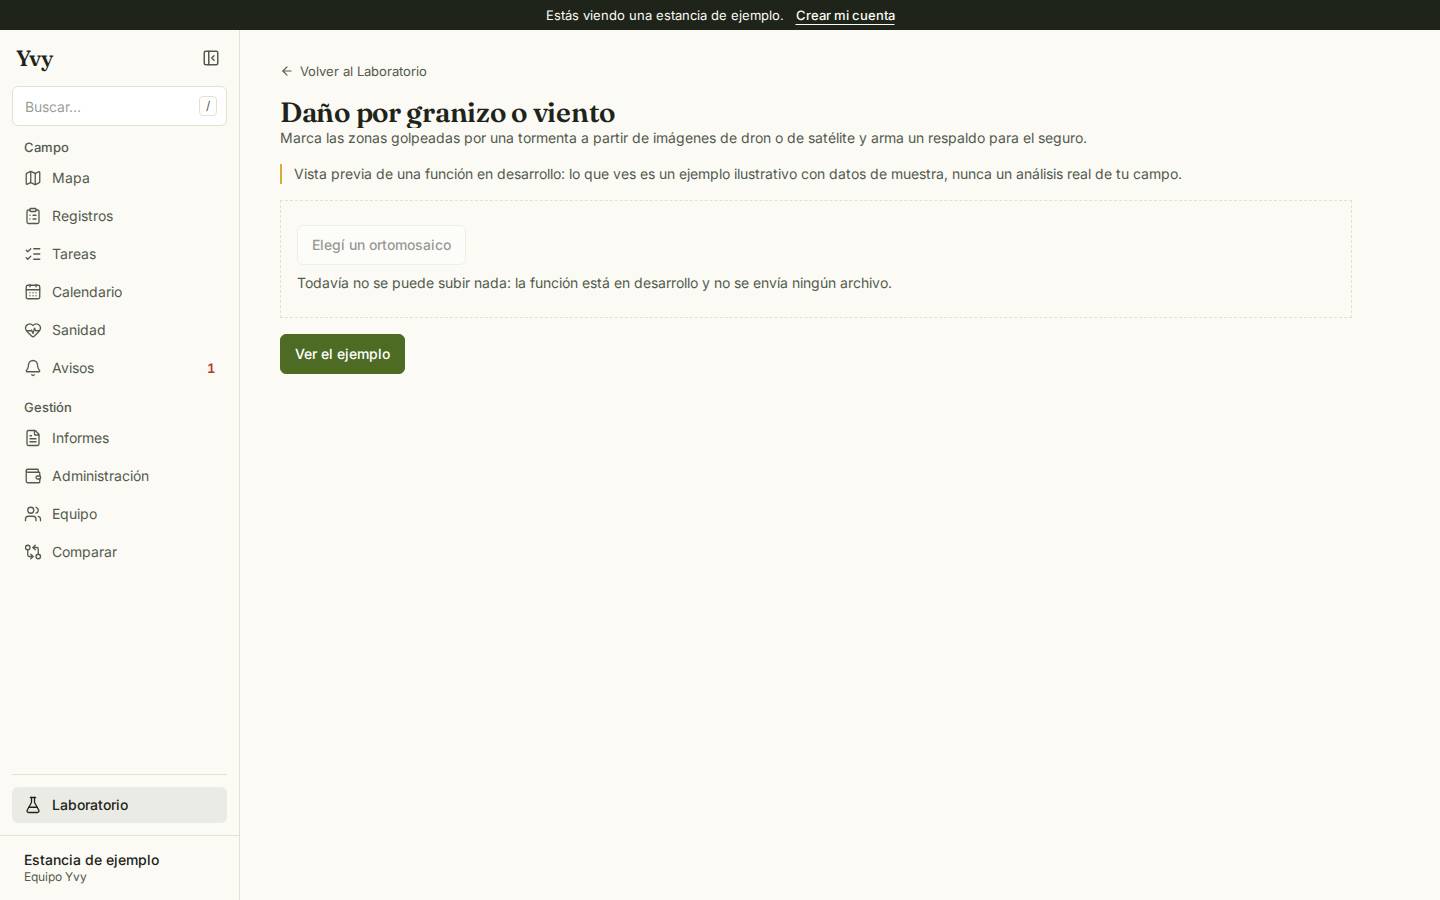 Estás viendo una estancia de ejemplo. Crear mi cuenta
Yvy
Buscar... /
Campo
Mapa
Registros
Tareas
Calendario
Sanidad
Avisos 1
Gestión
Informes
Administración
Equipo
Comparar
Laboratorio
Estancia de ejemplo
Equipo Yvy
Volver al Laboratorio
Daño por granizo o viento
Marca las zonas golpeadas por una tormenta a partir de imágenes de dron o de satélite y arma un respaldo para el seguro.
Vista previa de una función en desarrollo: lo que ves es un ejemplo ilustrativo con datos de muestra, nunca un análisis real de tu campo.
Elegí un ortomosaico
Todavía no se puede subir nada: la función está en desarrollo y no se envía ningún archivo.
Ver el ejemplo